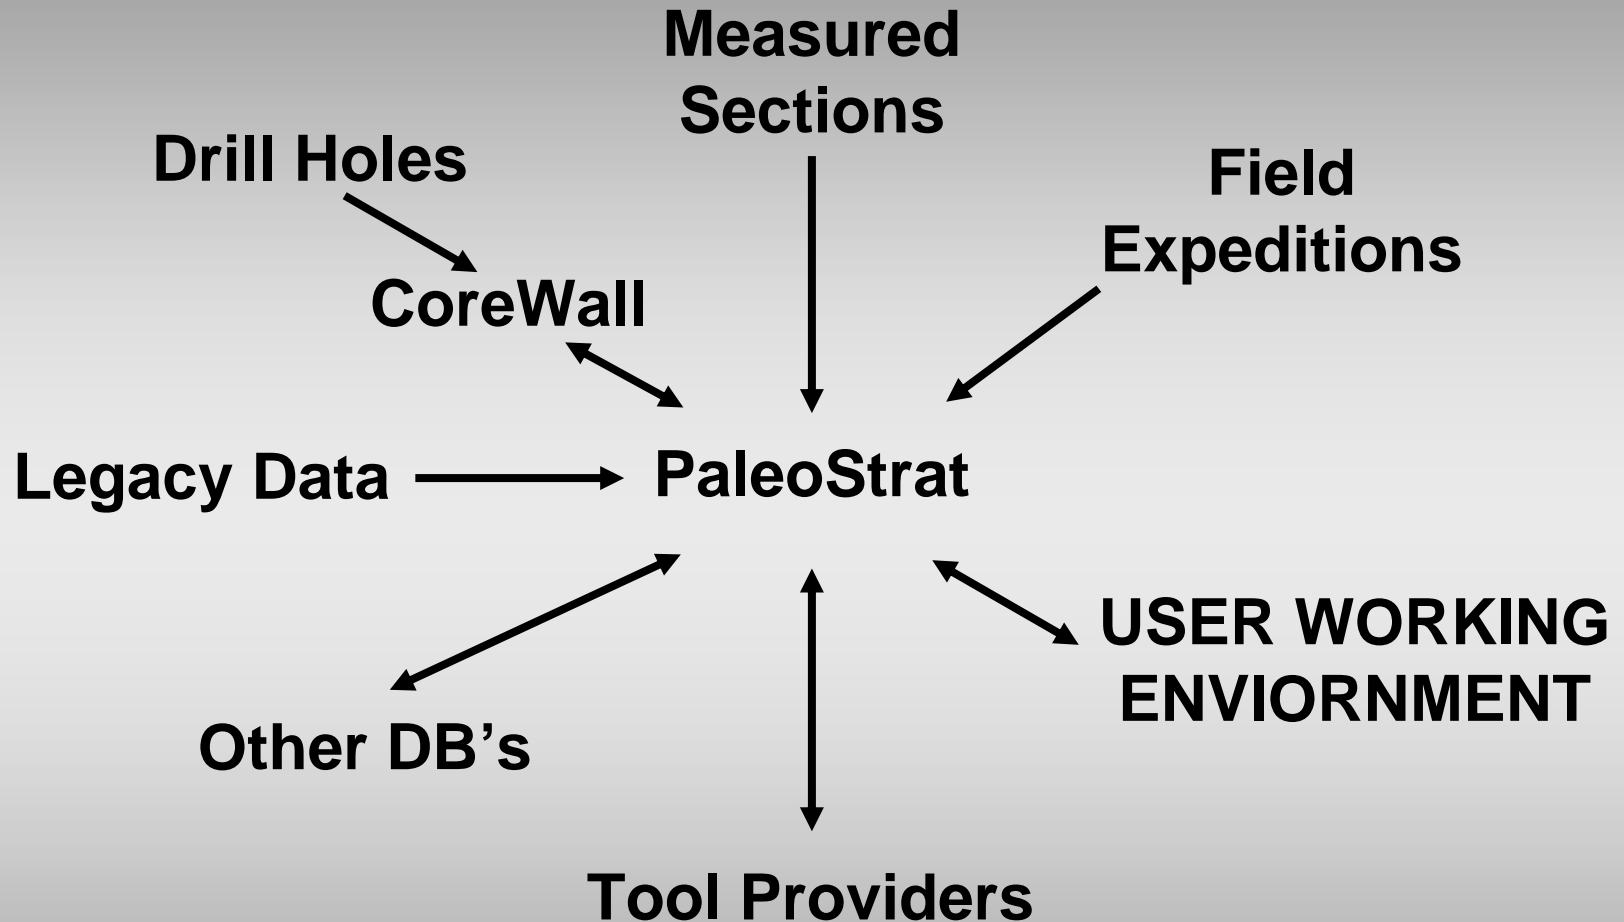 Measured
Sections
Drill Holes
Field
Expeditions
CoreWall
Legacy Data
PaleoStrat
USER WORKING
ENVIORNMENT
Other DB’s
Tool Providers